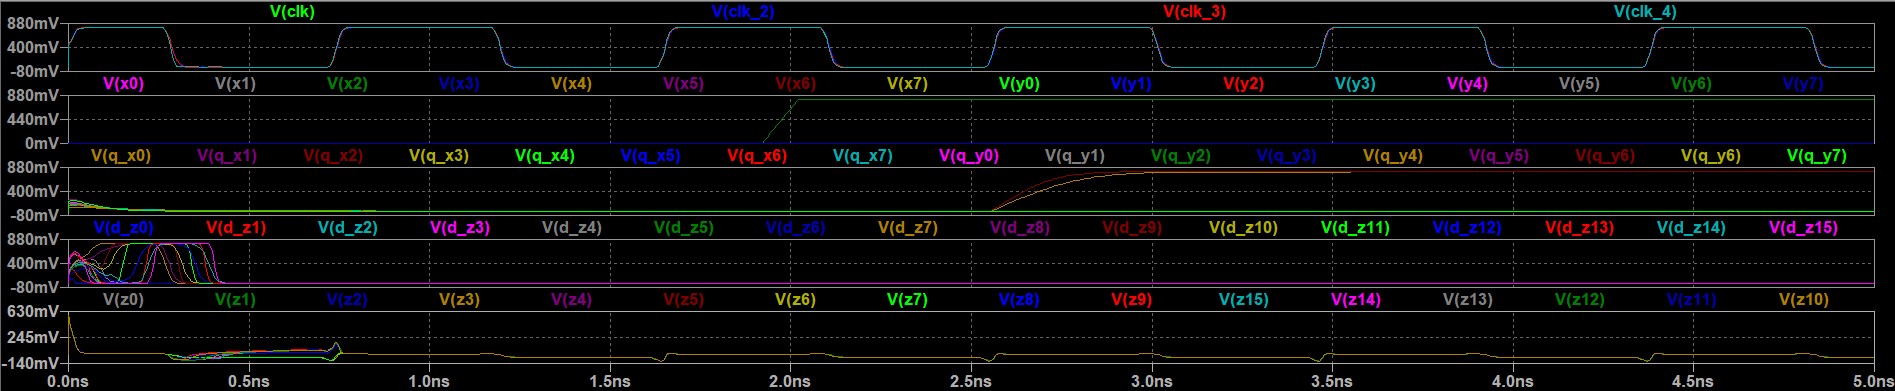 V(clk) V(clk_2) V(clk_3) V(clk_4)
880mV
400mV
-80mV
V(x0) V(x1) V(x2) V(x3) V(x4) V(x5) V(x6) V(x7) V(y0) V(y1) V(y2) V(y3) V(y4) V(y5) V(y6) V(y7)
880mV
440mV
0mV
V(q_x0) V(q_x1) V(q_x2) V(q_x3) V(q_x4) V(q_x5) V(q_x6) V(q_x7) V(q_y0) V(q_y1) V(q_y2) V(q_y3) V(q_y4) V(q_y5) V(q_y6) V(q_y6) V(q_y7)
880mV
400mV
-80mV
V(d_z0) V(d_z1) V(d_z2) V(d_z3) V(d_z4) V(d_z5) V(d_z6) V(d_z7) V(d_z8) V(d_z9) V(d_z10) V(d_z11) V(d_z12) V(d_z13) V(d_z14) V(d_z15)
880mV
400mV
-80mV
V(z0) V(z1) V(z2) V(z3) V(z4) V(z5) V(z6) V(z7) V(z8) V(z9) V(z15) V(z14) V(z13) V(z12) V(z11) V(z10)
630mV
245mV
-140mV
0.0ns 0.5ns 1.0ns 1.5ns 2.0ns 2.5ns 3.0ns 3.5ns 4.0ns 4.5ns 5.0ns